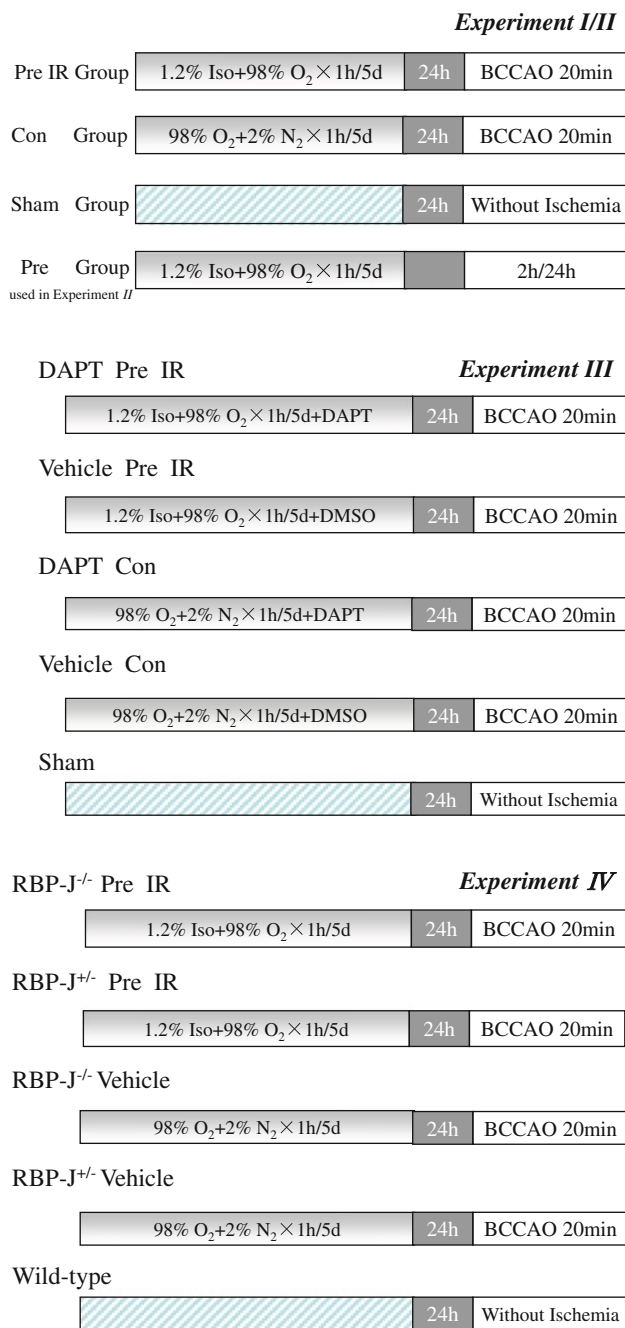 Experiment I/II
Pre IR Group 1.2% Iso+98% O₂×1h/5d 24h BCCAO 20min
Con Group 98% O₂+2% N₂×1h/5d 24h BCCAO 20min
Sham Group 24h Without Ischemia
Pre Group 1.2% Iso+98% O₂×1h/5d 2h/24h
used in Experiment II
DAPT Pre IR Experiment III
1.2% Iso+98% O₂×1h/5d+DAPT 24h BCCAO 20min
Vehicle Pre IR
1.2% Iso+98% O₂×1h/5d+DMSO 24h BCCAO 20min
DAPT Con
98% O₂+2% N₂×1h/5d+DAPT 24h BCCAO 20min
Vehicle Con
98% O₂+2% N₂×1h/5d+DMSO 24h BCCAO 20min
Sham
24h Without Ischemia
RBP-J⁻/⁻ Pre IR Experiment Ⅳ
1.2% Iso+98% O₂×1h/5d 24h BCCAO 20min
RBP-J⁺/⁻ Pre IR
1.2% Iso+98% O₂×1h/5d 24h BCCAO 20min
RBP-J⁻/⁻ Vehicle
98% O₂+2% N₂×1h/5d 24h BCCAO 20min
RBP-J⁺/⁻ Vehicle
98% O₂+2% N₂×1h/5d 24h BCCAO 20min
Wild-type
24h Without Ischemia